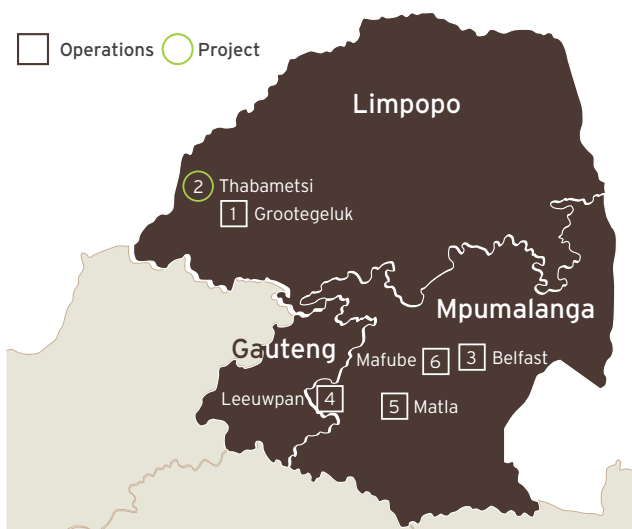 Operations Project
Limpopo
2 Thabametsi
1 Grootegeluk
Mpumalanga
Gauteng
Mafube 6 3 Belfast
Leeuwpan 4
5 Matla